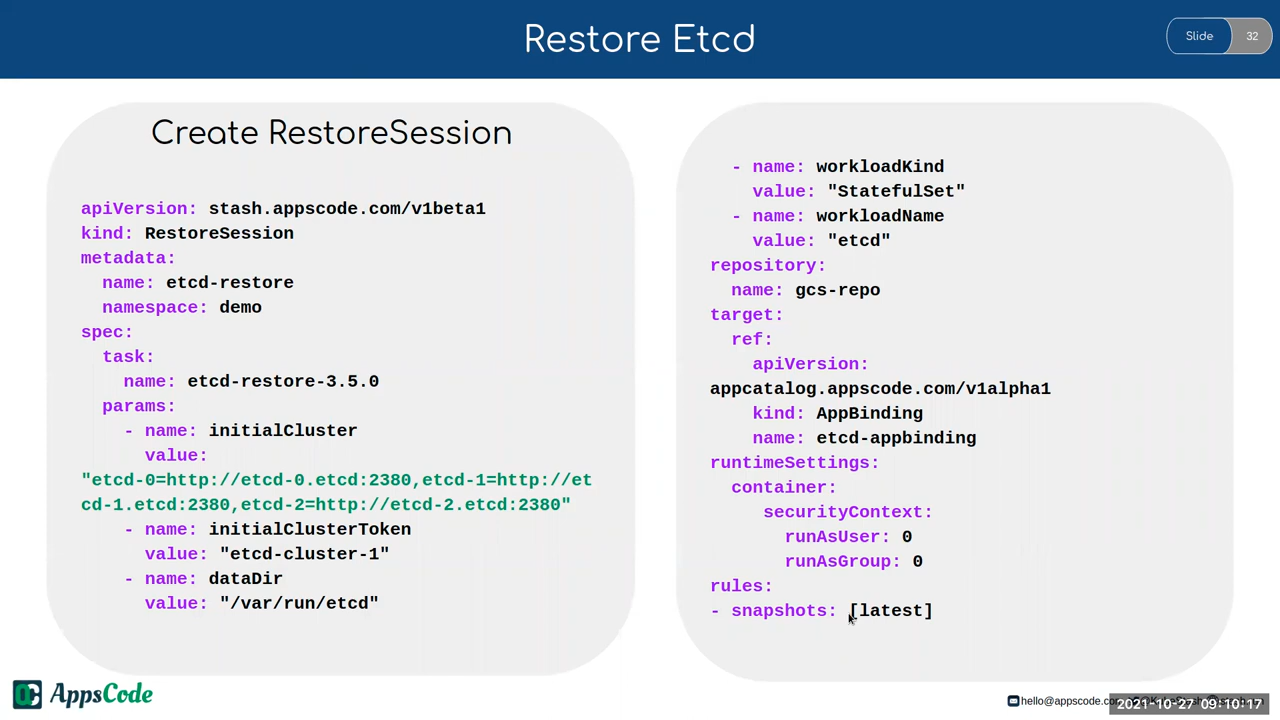 Restore Etcd
Slide
32
Create RestoreSession
apiVersion: stash.appscode.com/v1beta1
kind: RestoreSession
metadata:
  name: etcd-restore
  namespace: demo
spec:
  task:
    name: etcd-restore-3.5.0
  params:
    - name: initialCluster
      value:
"etcd-0=http://etcd-0.etcd:2380,etcd-1=http://et
cd-1.etcd:2380,etcd-2=http://etcd-2.etcd:2380"
    - name: initialClusterToken
      value: "etcd-cluster-1"
    - name: dataDir
      value: "/var/run/etcd"
  - name: workloadKind
    value: "StatefulSet"
  - name: workloadName
    value: "etcd"
repository:
  name: gcs-repo
target:
  ref:
    apiVersion:
appcatalog.appscode.com/v1alpha1
    kind: AppBinding
    name: etcd-appbinding
runtimeSettings:
  container:
     securityContext:
       runAsUser: 0
       runAsGroup: 0
rules:
- snapshots: [latest]
AppsCode
hello@appscode.com
2021-10-27 09:10:17